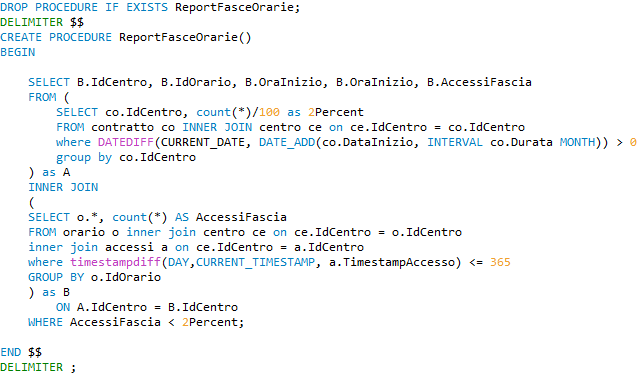 DROP PROCEDURE IF EXISTS ReportFasceOrarie;
DELIMITER $$
CREATE PROCEDURE ReportFasceOrarie()
BEGIN
SELECT B.IdCentro, B.IdOrario, B.OraInizio, B.OraInizio, B.AccessiFascia
FROM (
SELECT co.IdCentro, count(*)/100 as 2Percent
FROM contratto co INNER JOIN centro ce on ce.IdCentro = co.IdCentro
where DATEDIFF(CURRENT_DATE, DATE_ADD(co.DataInizio, INTERVAL co.Durata MONTH)) > 0
group by co.IdCentro
) as A
INNER JOIN
(
SELECT o.*, count(*) AS AccessiFascia
FROM orario o inner join centro ce on ce.IdCentro = o.IdCentro
inner join accessi a on ce.IdCentro = a.IdCentro
where timestampdiff(DAY,CURRENT_TIMESTAMP, a.TimestampAccesso) <= 365
GROUP BY o.IdOrario
) as B
ON A.IdCentro = B.IdCentro
WHERE AccessiFascia < 2Percent;
END $$
DELIMITER ;